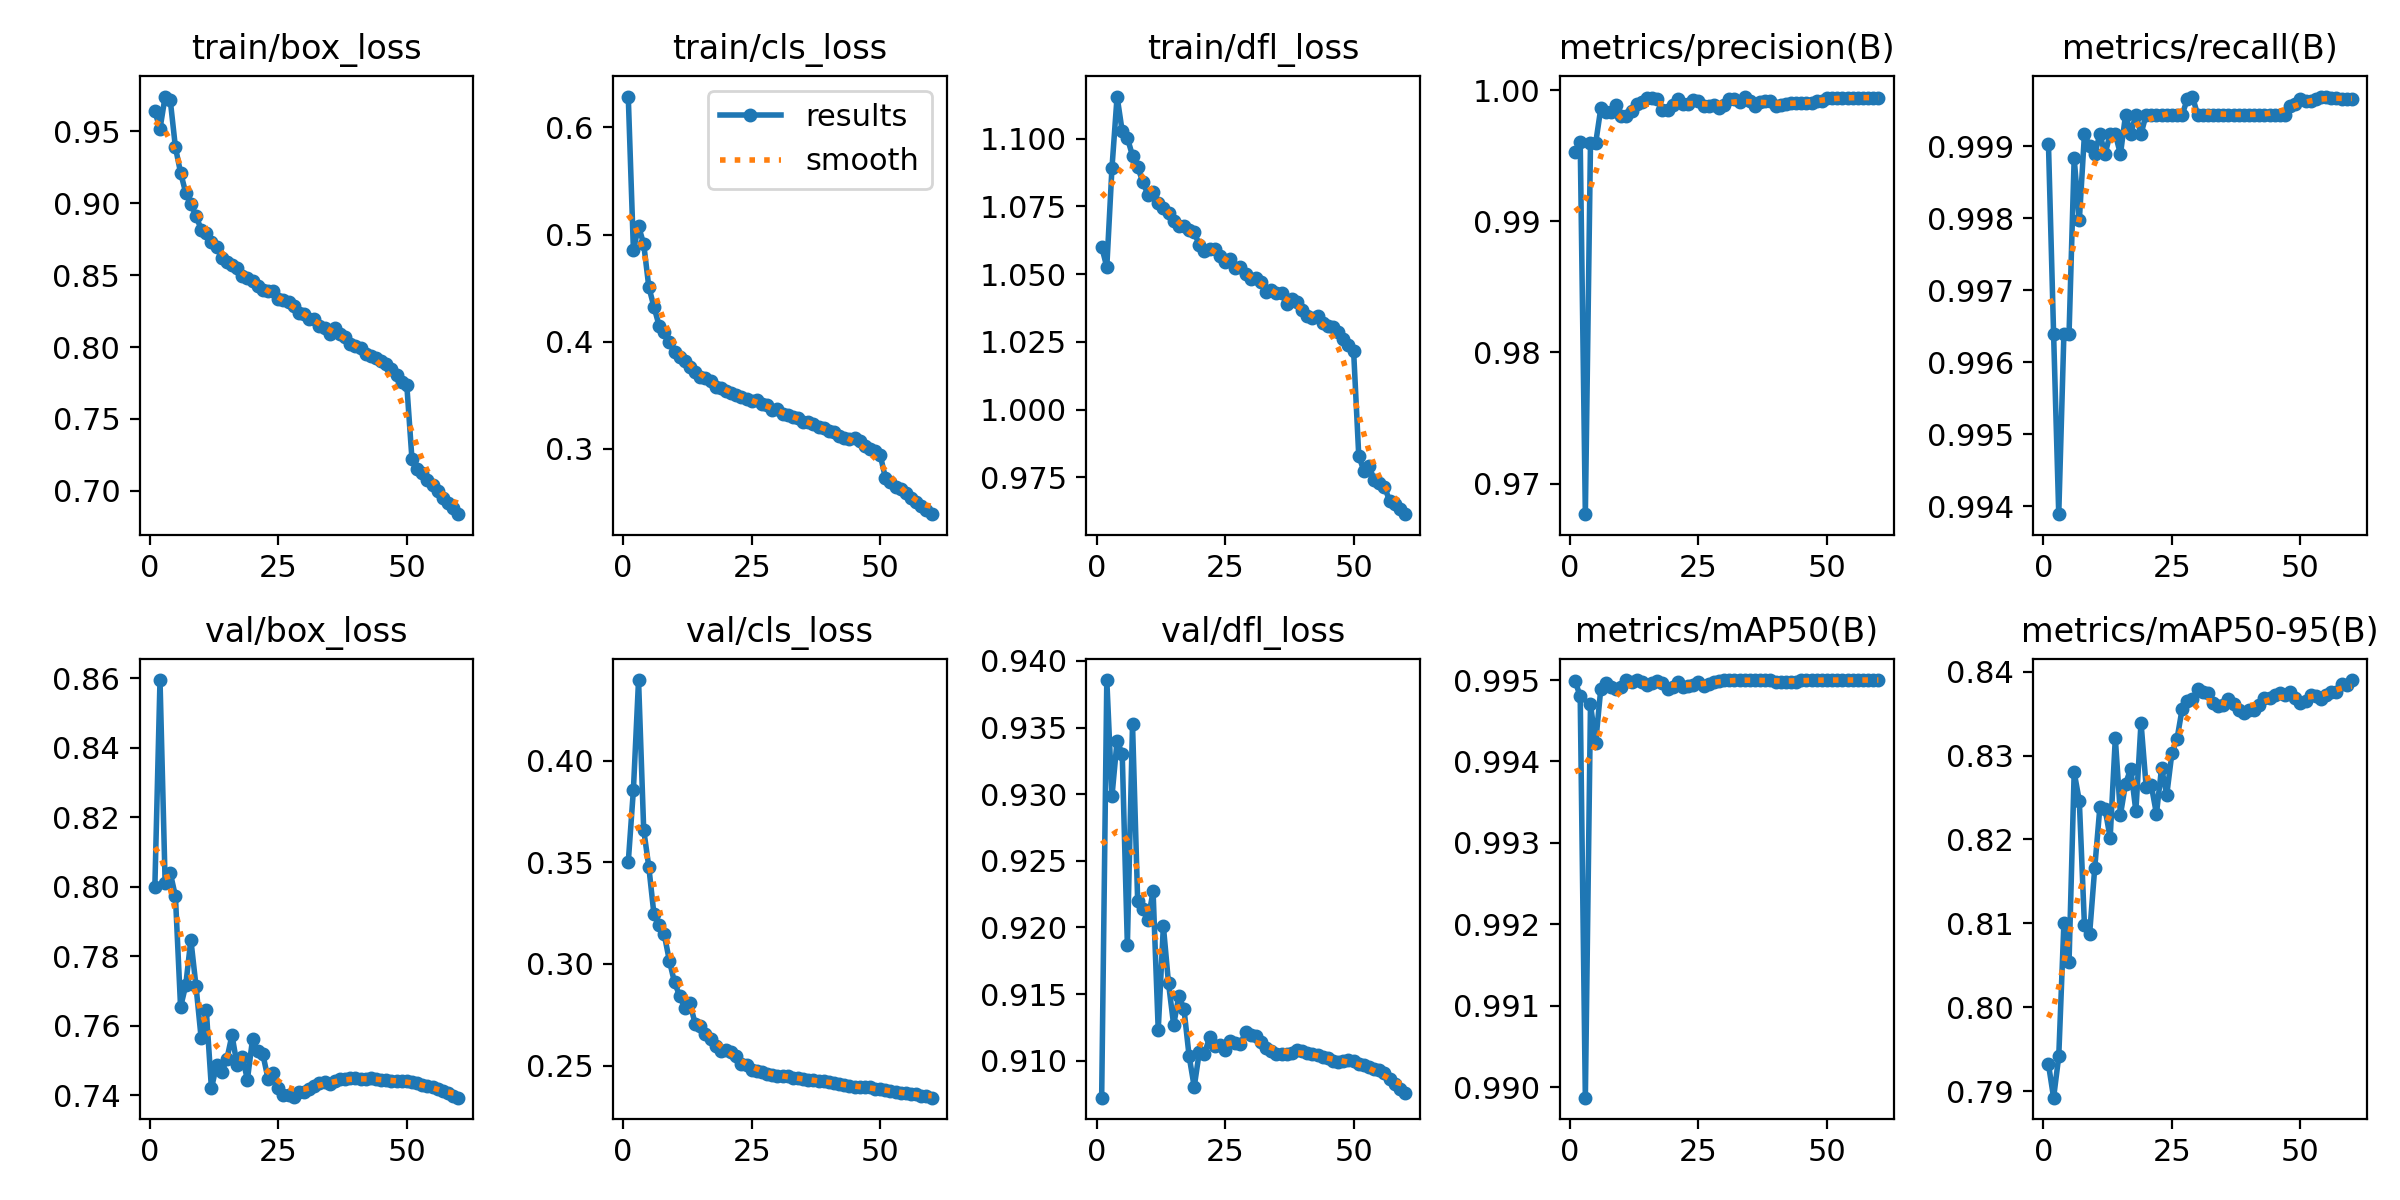 train/box_loss
train/cls_loss
train/dfl_loss
metrics/precision(B)
metrics/recall(B)
0.95
0.90
0.85
0.80
0.75
0.70
0 25 50
results
smooth
0.6
0.5
0.4
0.3
0 25 50
1.100
1.075
1.050
1.025
1.000
0.975
0 25 50
1.00
0.99
0.98
0.97
0 25 50
0.999
0.998
0.997
0.996
0.995
0.994
0 25 50
val/box_loss
val/cls_loss
val/dfl_loss
metrics/mAP50(B)
metrics/mAP50-95(B)
0.86
0.84
0.82
0.80
0.78
0.76
0.74
0 25 50
0.40
0.35
0.30
0.25
0 25 50
0.940
0.935
0.930
0.925
0.920
0.915
0.910
0 25 50
0.995
0.994
0.993
0.992
0.991
0.990
0 25 50
0.84
0.83
0.82
0.81
0.80
0.79
0 25 50